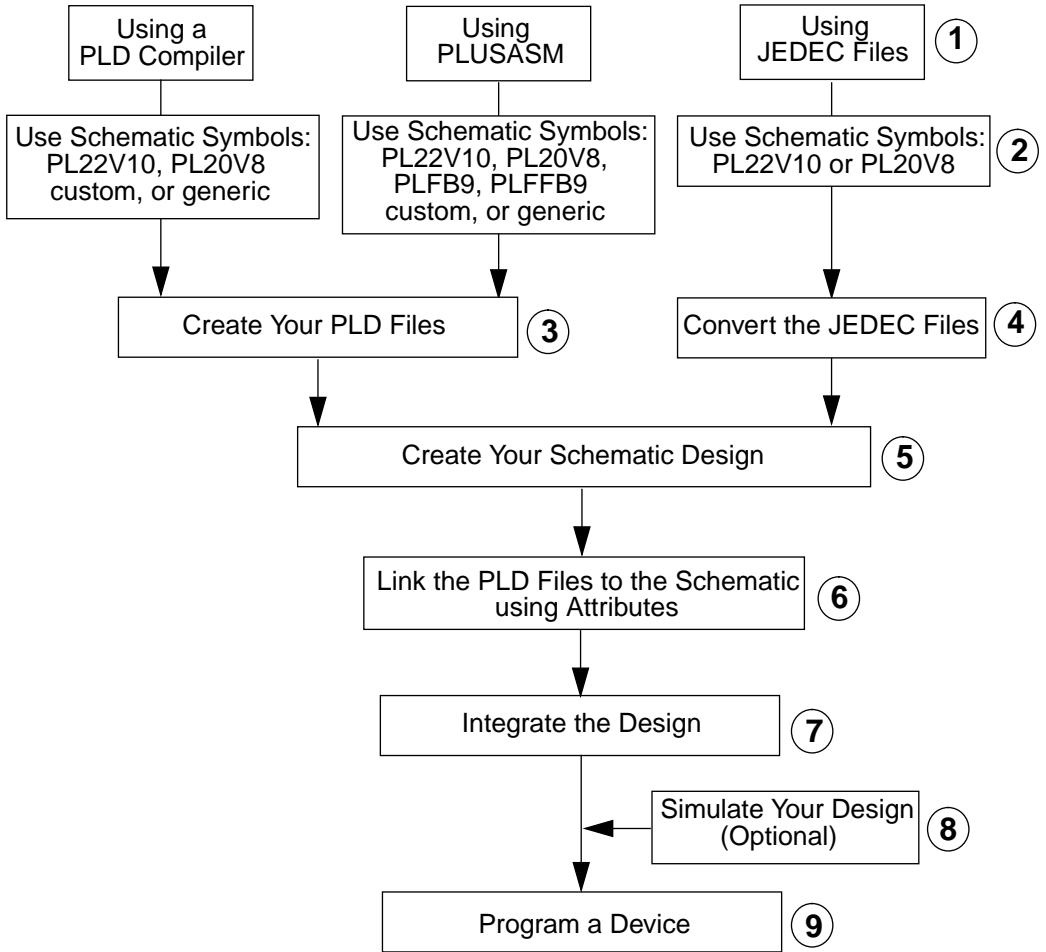 Using a
PLD Compiler
Using
PLUSASM
Using
JEDEC Files
1
Use Schematic Symbols:
PL22V10, PL20V8
custom, or generic
Use Schematic Symbols:
PL22V10, PL20V8,
PLFB9, PLFFB9
custom, or generic
Use Schematic Symbols:
PL22V10 or PL20V8
2
Create Your PLD Files
3
Convert the JEDEC Files
4
Create Your Schematic Design
5
Link the PLD Files to the Schematic
using Attributes
6
Integrate the Design
7
Simulate Your Design
(Optional)
8
Program a Device
9